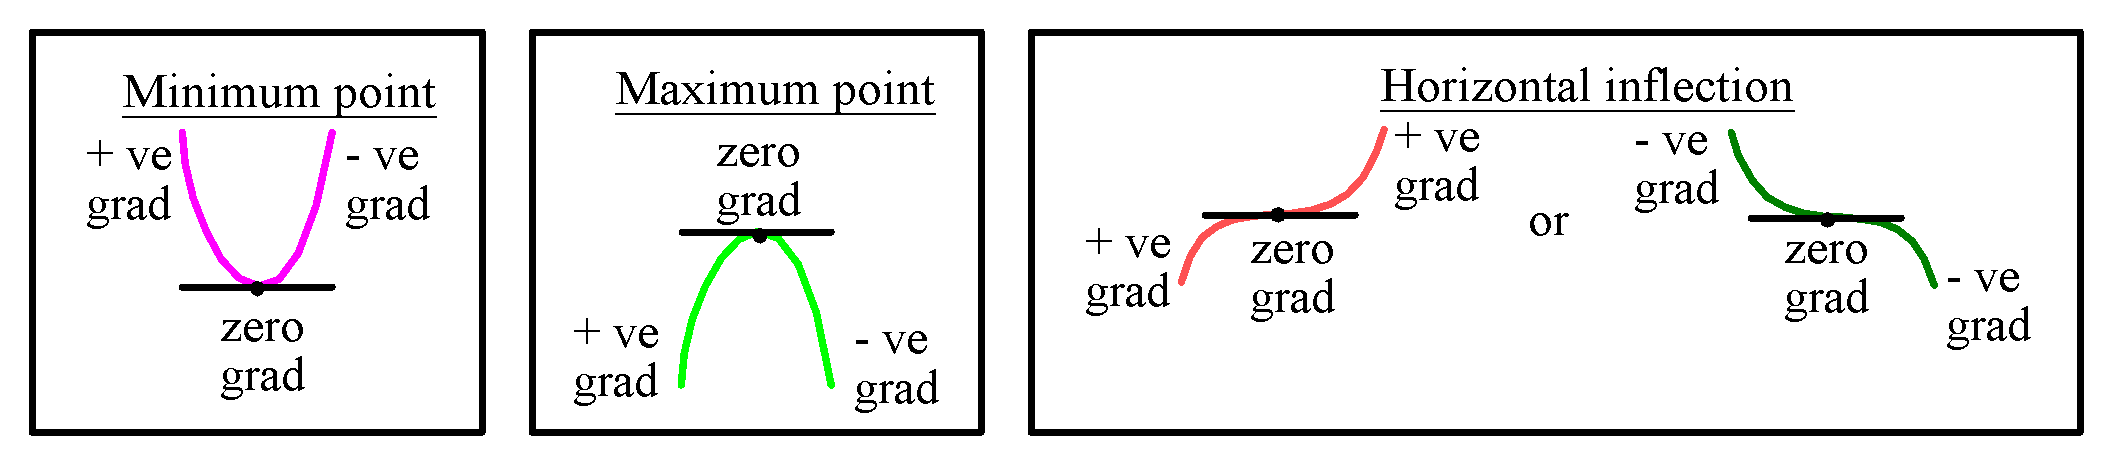 Minimum point
+ ve
grad
- ve
grad
zero
grad
Maximum point
zero
grad
+ ve
grad
- ve
grad
Horizontal inflection
+ ve
grad
zero
grad
+ ve
grad
or
- ve
grad
zero
grad
- ve
grad